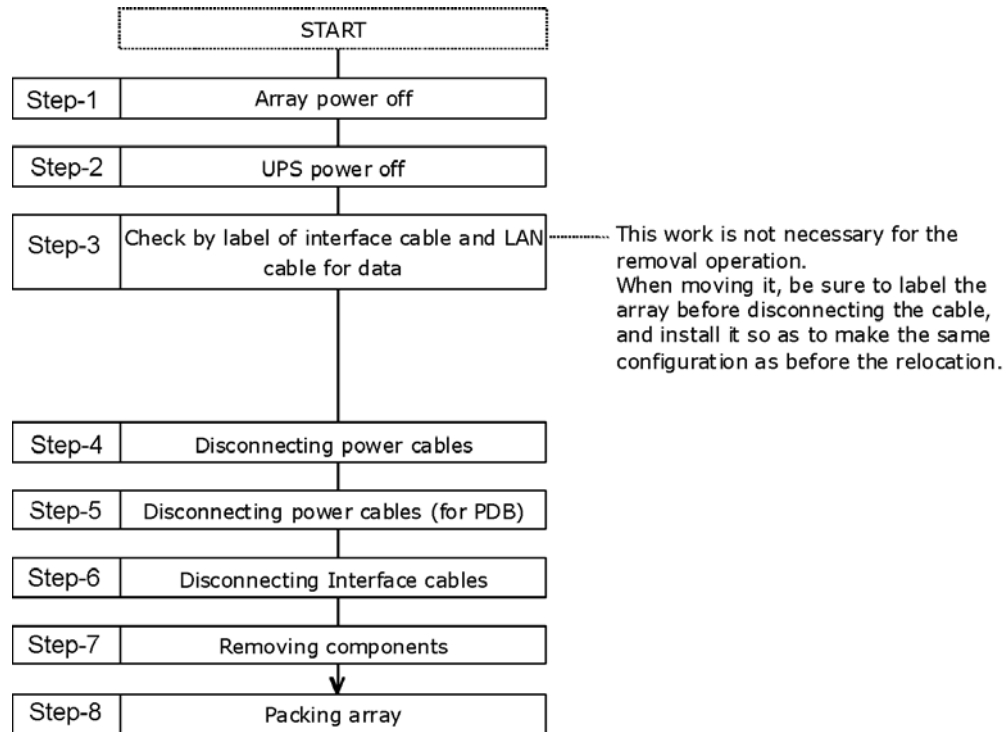 START
Step-1 Array power off
Step-2 UPS power off
Step-3 Check by label of interface cable and LAN
cable for data
This work is not necessary for the
removal operation.
When moving it, be sure to label the
array before disconnecting the cable,
and install it so as to make the same
configuration as before the relocation.
Step-4 Disconnecting power cables
Step-5 Disconnecting power cables (for PDB)
Step-6 Disconnecting Interface cables
Step-7 Removing components
Step-8 Packing array